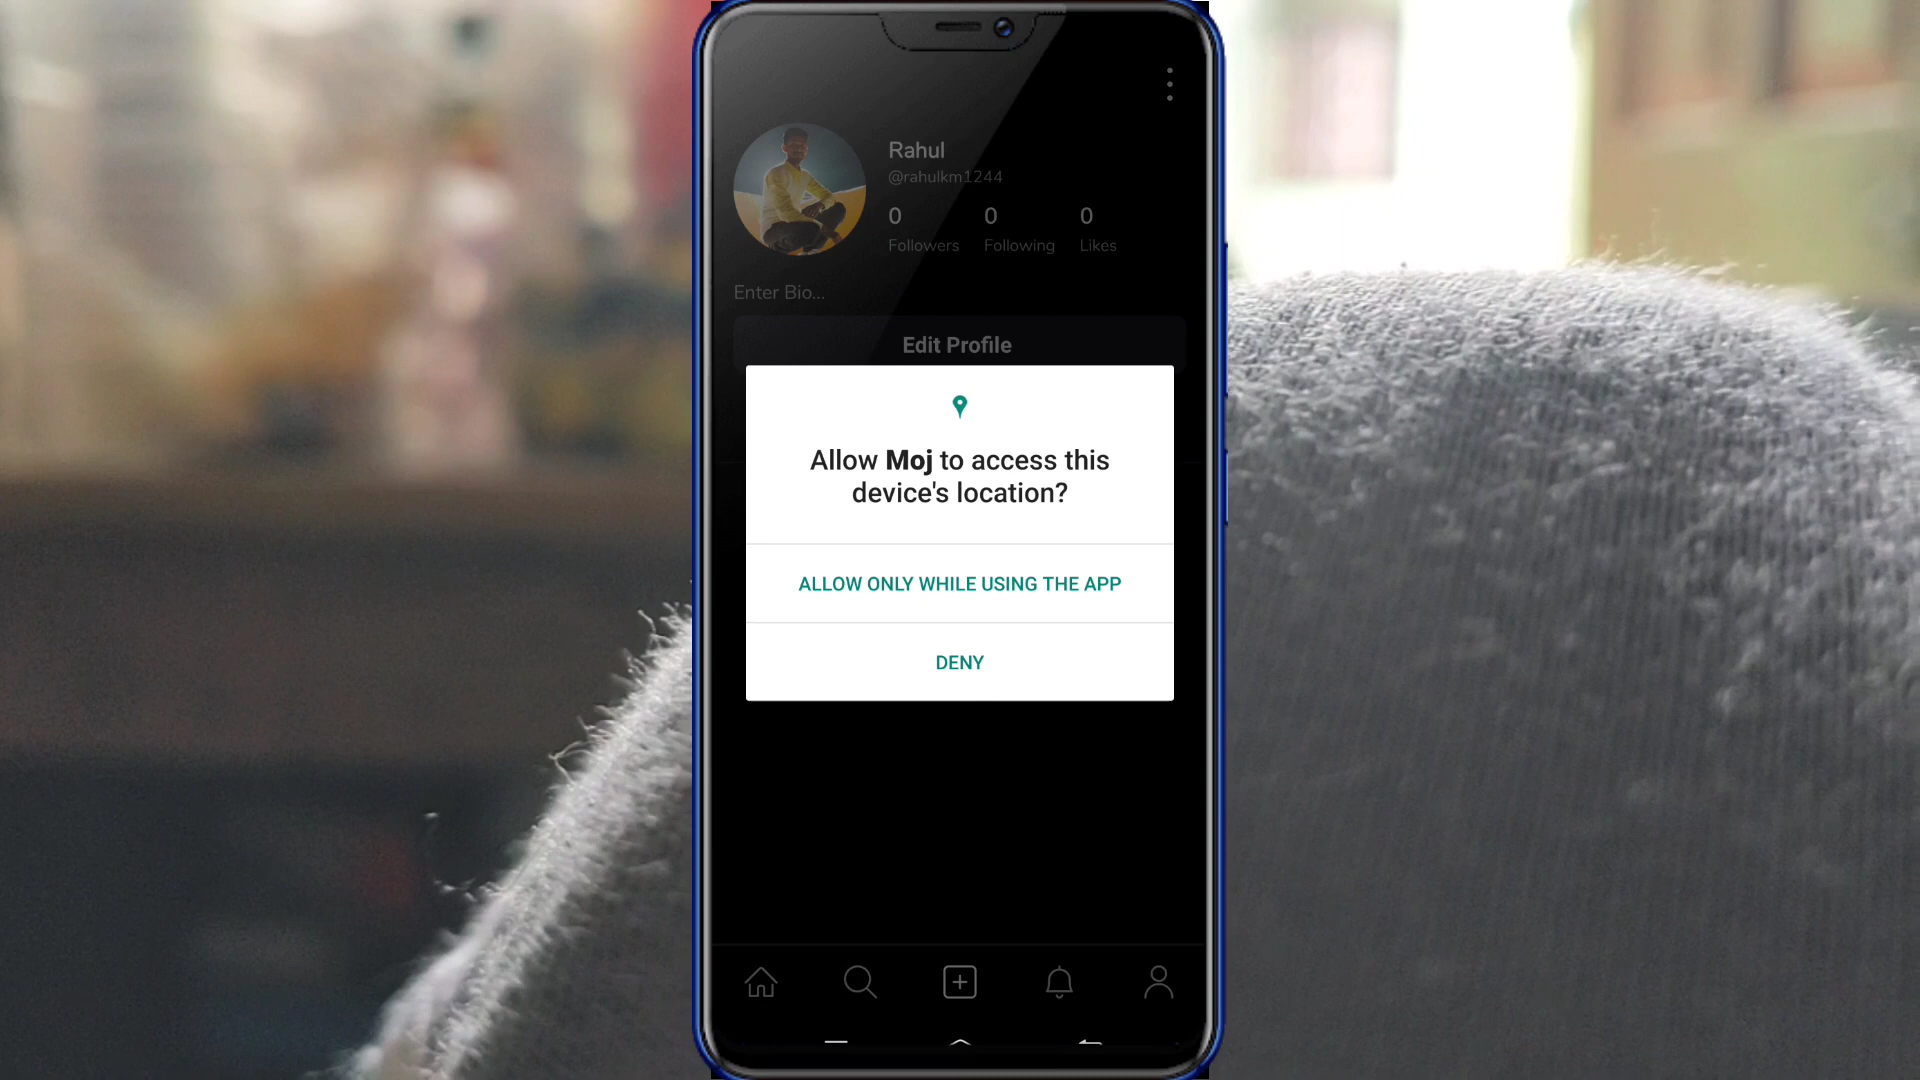 Rahul
@rahulkm1244
0 0 0
Followers Following Likes
Enter Bio...
Edit Profile
Allow Moj to access this
device's location?
ALLOW ONLY WHILE USING THE APP
DENY